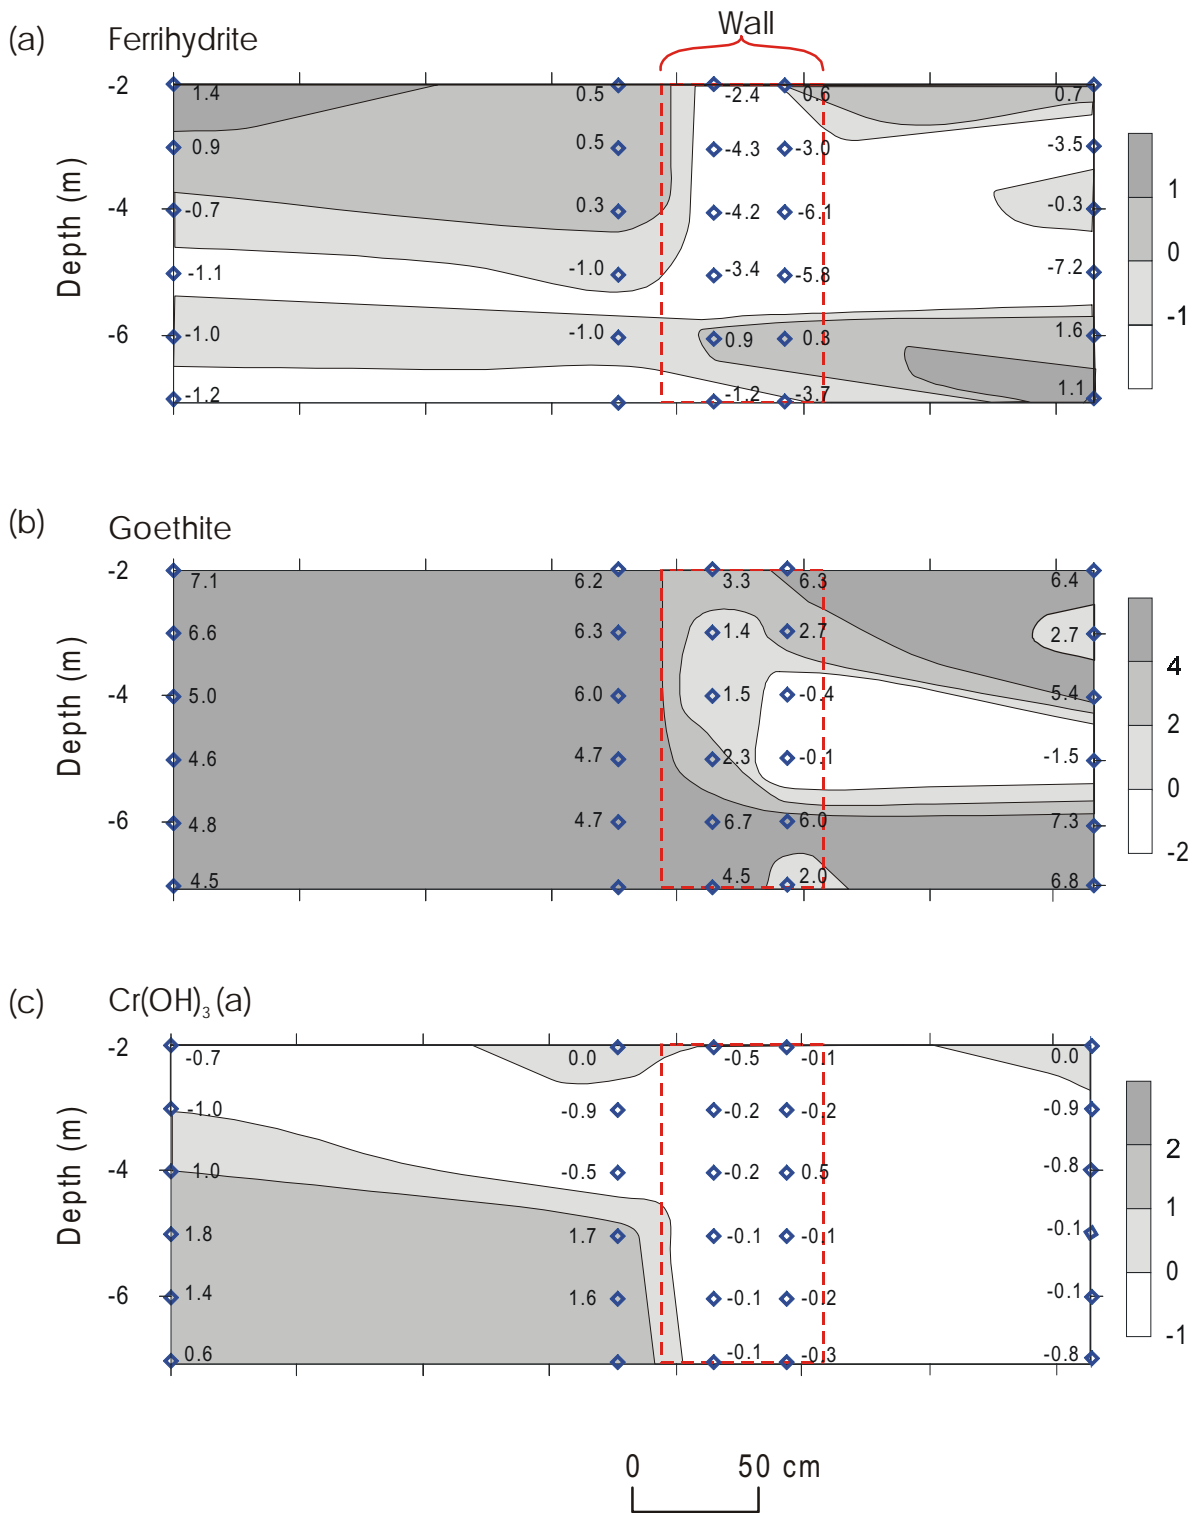 Wall
(a) Ferrihydrite
-2 1.4 0.5 -2.4 0.6 0.7
0.9 0.5 -4.3 -3.0 -3.5
1
-4 -0.7 0.3 -4.2 -6.1 -0.3
0
Depth (m)
-1.1 -1.0 -3.4 -5.8 -7.2
-1
-6 -1.0 -1.0 0.9 0.3 1.6
-1.2 -1.2 -3.7 1.1
(b) Goethite
-2 7.1 6.2 3.3 6.3 6.4
6.6 6.3 1.4 2.7 2.7
4
-4 5.0 6.0 1.5 -0.4 5.4
2
Depth (m)
4.6 4.7 2.3 -0.1 -1.5
0
-6 4.8 4.7 6.7 6.0 7.3
-2
4.5 4.5 2.0 6.8
(c) Cr(OH)₃ (a)
-2 -0.7 0.0 -0.5 -0.1 0.0
-1.0 -0.9 -0.2 -0.2 -0.9
2
-4 1.0 -0.5 -0.2 0.5 -0.8
1
Depth (m)
1.8 1.7 -0.1 -0.1 -0.1
0
-6 1.4 1.6 -0.1 -0.2 -0.1
-1
0.6 -0.1 -0.3 -0.8
0 50 cm